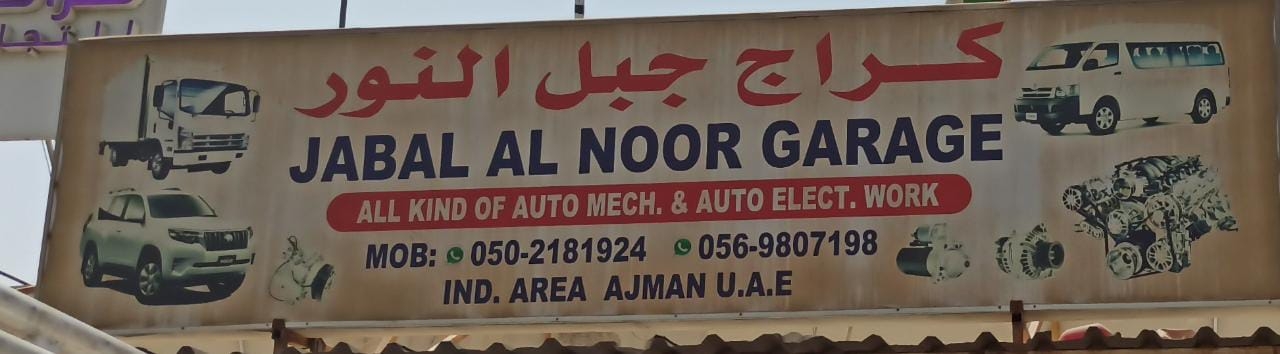 كراج جبل النور
JABAL AL NOOR GARAGE
ALL KIND OF AUTO MECH. & AUTO ELECT. WORK
MOB: 050-2181924 056-9807198
IND. AREA AJMAN U.A.E